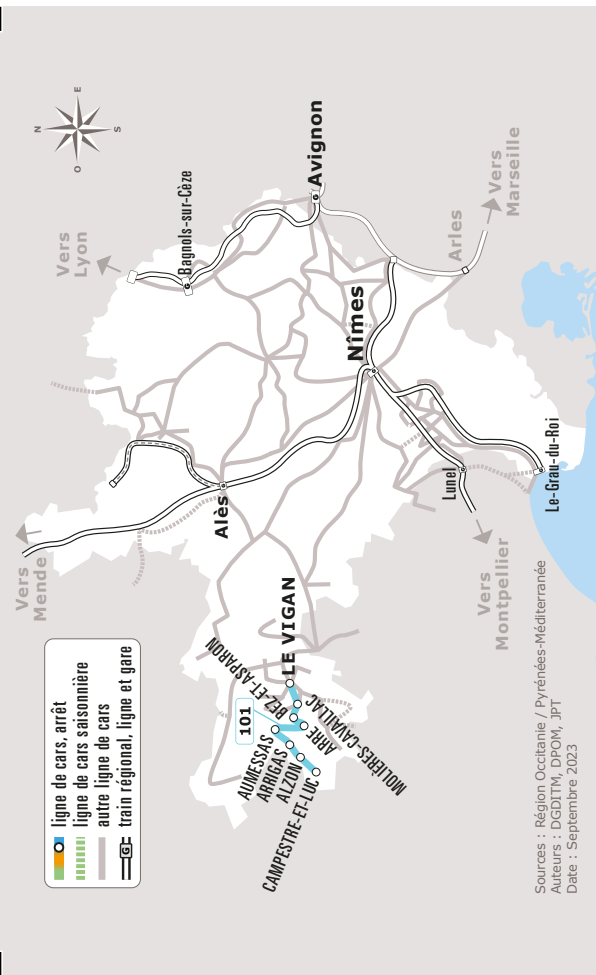 ligne de cars, arrêt
ligne de cars saisonnière
autre ligne de cars
G
train régional, ligne et gare
Vers
Mende
Vers
Lyon
N
E
S
O
Bagnols-sur-Cèze
G
Avignon
G
Alès
Nîmes
Arles
Vers
Marseille
Lunel
Le-Grau-du-Roi
Vers
Montpellier
101
LE VIGAN
MOLIÈRES-CAVAILLAC
BEZ-ET-ASPARON
ARRE
AUMESSAS
ARRIGAS
ALZON
CAMPESTRE-ET-LUC
Sources : Région Occitanie / Pyrénées-Méditerranée
Auteurs : DGDITM, DPOM, JPT
Date : Septembre 2023